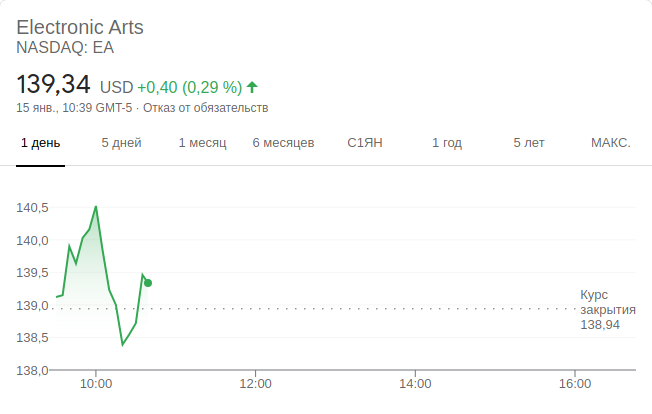 Electronic Arts
NASDAQ: EA
139,34 USD +0,40 (0,29 %)
15 янв., 10:39 GMT-5 · Отказ от обязательств
1 день 5 дней 1 месяц 6 месяцев С1ЯН 1 год 5 лет МАКС.
140,5
140,0
139,5
139,0
138,5
138,0
Курс
закрытия
138,94
10:00 12:00 14:00 16:00